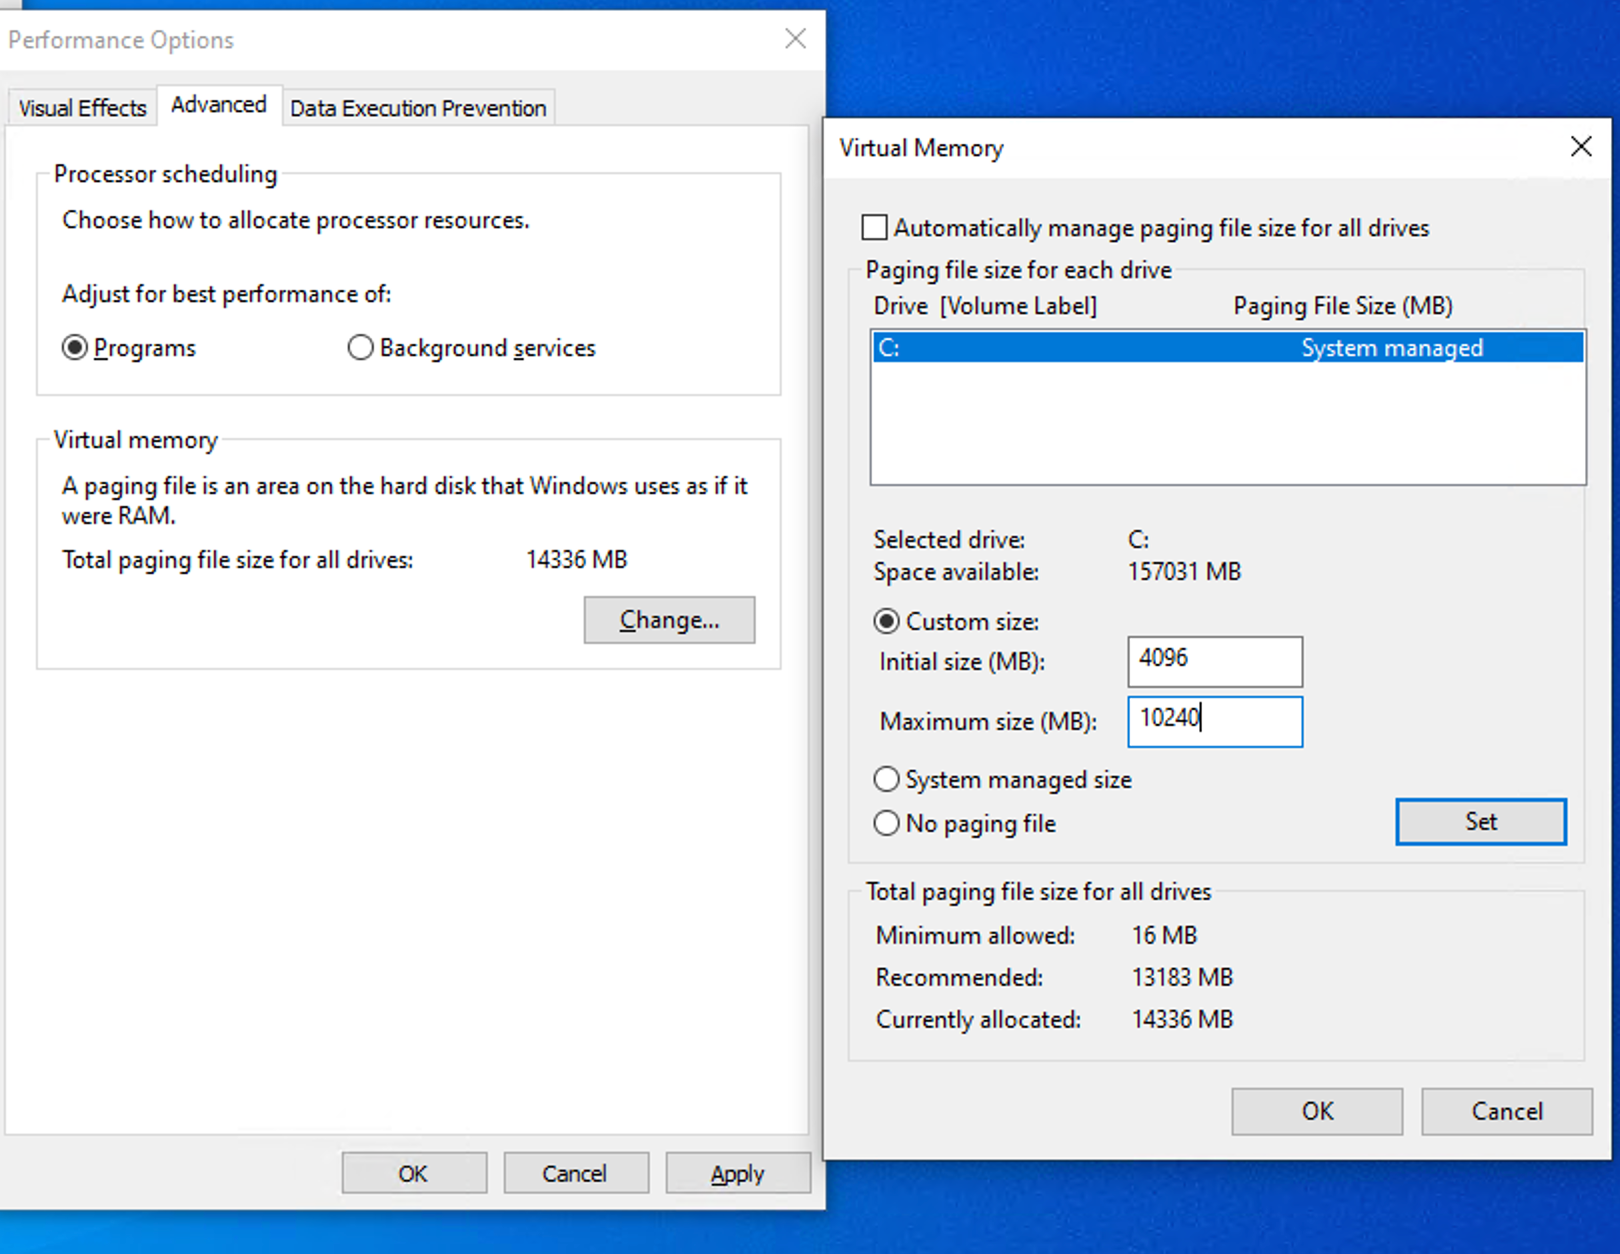 Performance Options
Visual Effects
Advanced
Data Execution Prevention
Processor scheduling
Choose how to allocate processor resources.
Adjust for best performance of:
Programs
Background services
Virtual memory
A paging file is an area on the hard disk that Windows uses as if it
were RAM.
Total paging file size for all drives: 14336 MB
Change...
OK
Cancel
Apply
Virtual Memory
Automatically manage paging file size for all drives
Paging file size for each drive
Drive [Volume Label] Paging File Size (MB)
C: System managed
Selected drive: C:
Space available: 157031 MB
Custom size:
Initial size (MB): 4096
Maximum size (MB): 10240
System managed size
No paging file
Set
Total paging file size for all drives
Minimum allowed: 16 MB
Recommended: 13183 MB
Currently allocated: 14336 MB
OK
Cancel